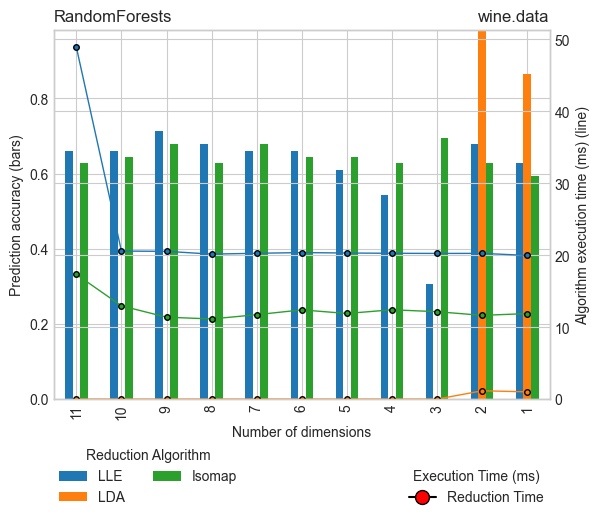 RandomForests
wine.data
0.8
0.6
0.4
0.2
0.0
Prediction accuracy (bars)
50
40
30
20
10
0
Algorithm execution time (ms) (line)
11 10 9 8 7 6 5 4 3 2 1
Number of dimensions
Reduction Algorithm
LLE
LDA
Isomap
Execution Time (ms)
Reduction Time